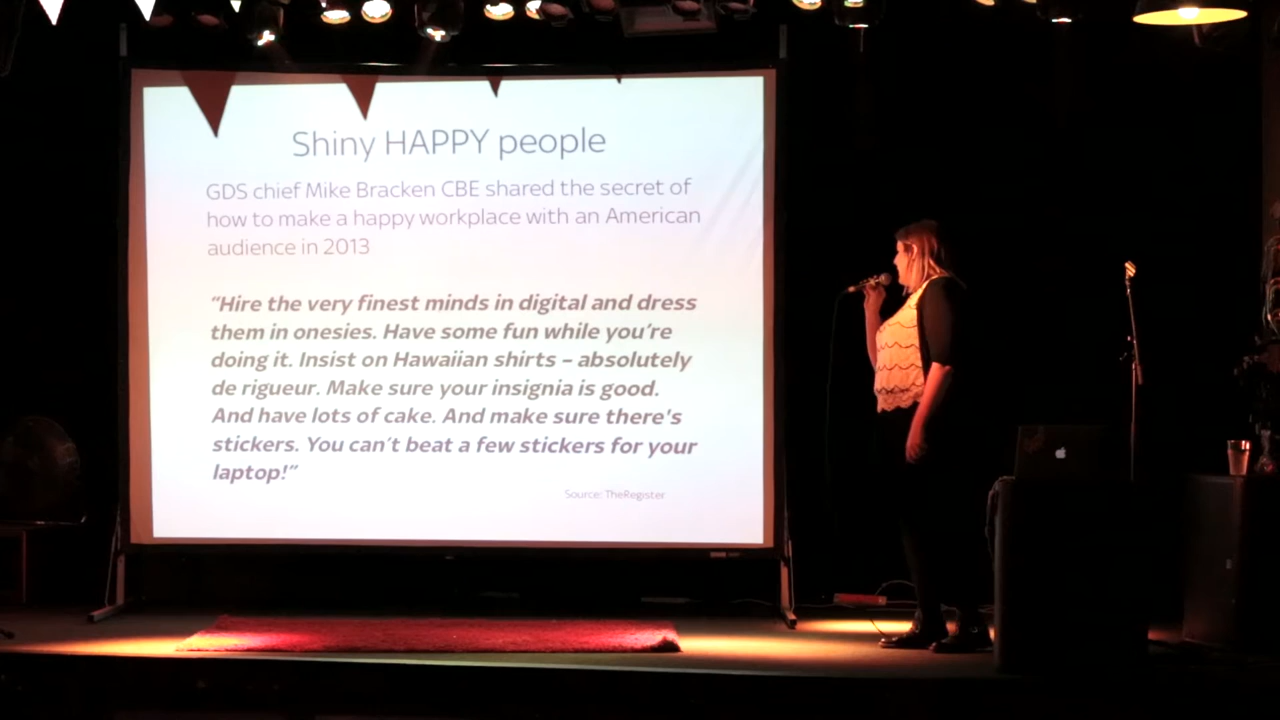 Shiny HAPPY people
GDS chief Mike Bracken CBE shared the secret of
how to make a happy workplace with an American
audience in 2013
“Hire the very finest minds in digital and dress
them in onesies. Have some fun while you’re
doing it. Insist on Hawaiian shirts – absolutely
de rigueur. Make sure your insignia is good.
And have lots of cake. And make sure there's
stickers. You can’t beat a few stickers for your
laptop!”
Source: TheRegister